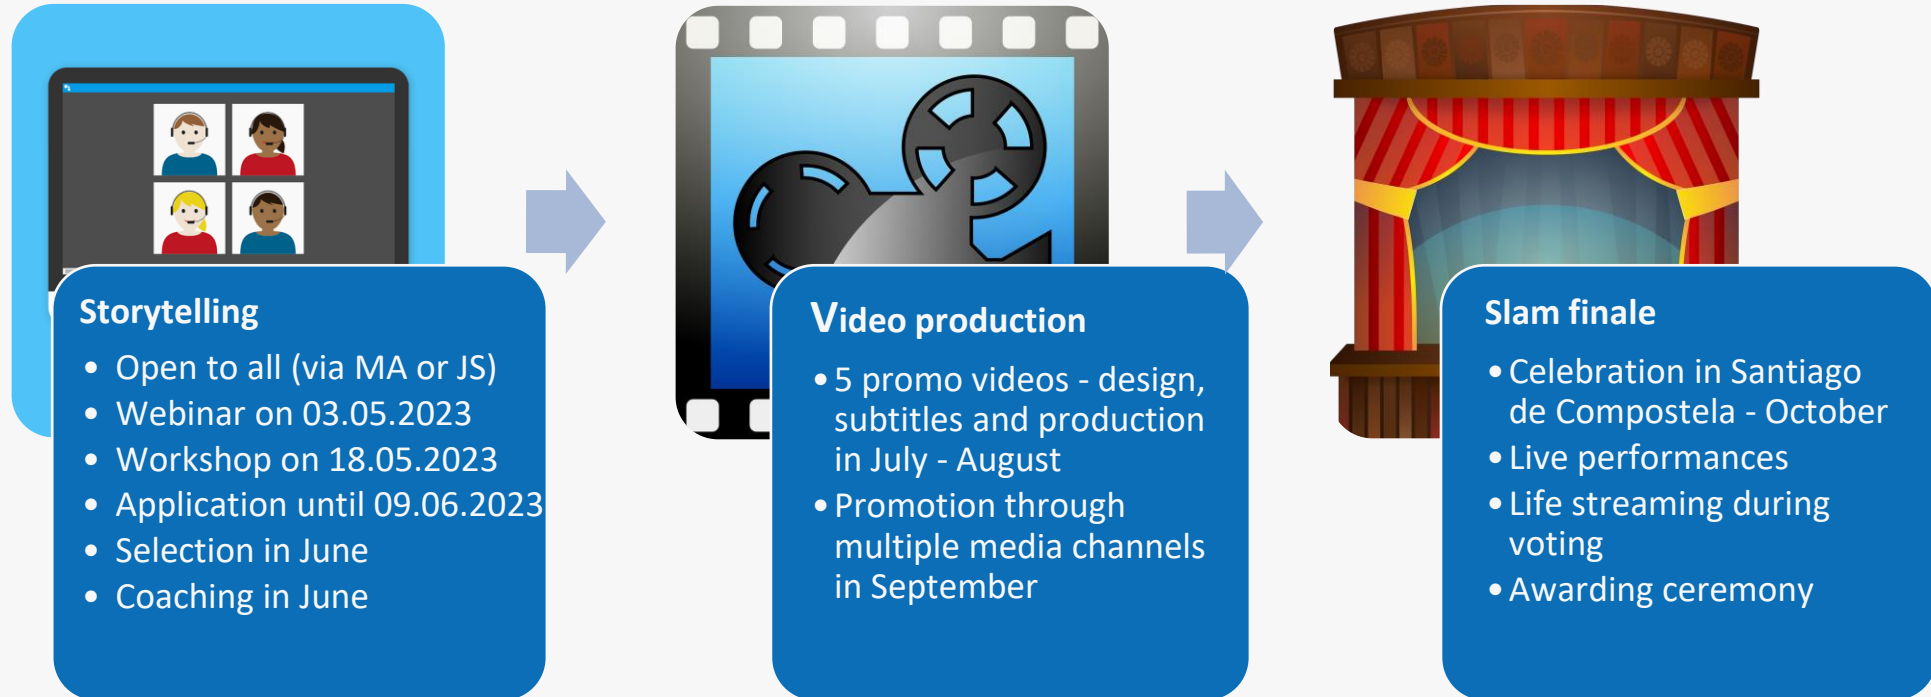 Storytelling
• Open to all (via MA or JS)
• Webinar on 03.05.2023
• Workshop on 18.05.2023
• Application until 09.06.2023
• Selection in June
• Coaching in June
Video production
• 5 promo videos - design,
subtitles and production
in July - August
• Promotion through
multiple media channels
in September
Slam finale
• Celebration in Santiago
de Compostela - October
• Live performances
• Life streaming during
voting
• Awarding ceremony